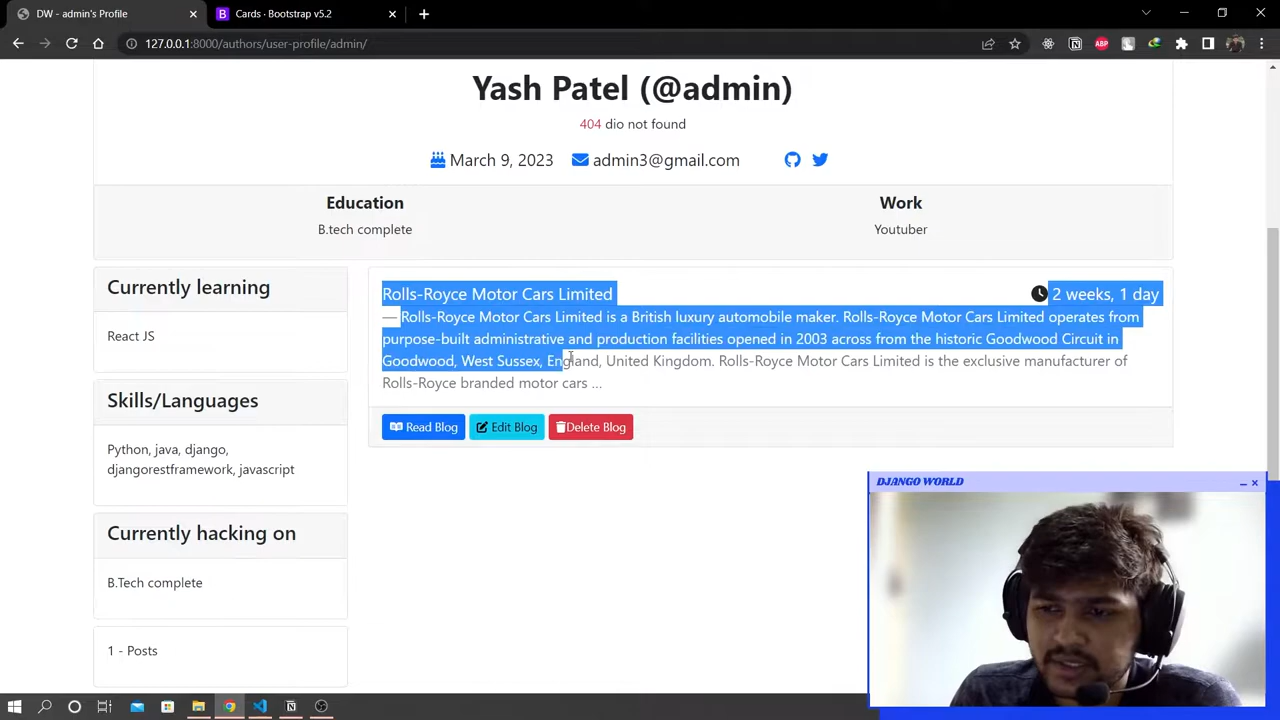 DW - admin's Profile
Cards · Bootstrap v5.2
127.0.0.1:8000/authors/user-profile/admin/
ABP
Yash Patel (@admin)
404 dio not found
March 9, 2023
admin3@gmail.com
Education
B.tech complete
Work
Youtuber
Currently learning
React JS
Skills/Languages
Python, java, django,
djangorestframework, javascript
Currently hacking on
B.Tech complete
1 - Posts
Rolls-Royce Motor Cars Limited
2 weeks, 1 day
— Rolls-Royce Motor Cars Limited is a British luxury automobile maker. Rolls-Royce Motor Cars Limited operates from
purpose-built administrative and production facilities opened in 2003 across from the historic Goodwood Circuit in
Goodwood, West Sussex, England, United Kingdom. Rolls-Royce Motor Cars Limited is the exclusive manufacturer of
Rolls-Royce branded motor cars ...
Read Blog
Edit Blog
Delete Blog
DJANGO WORLD